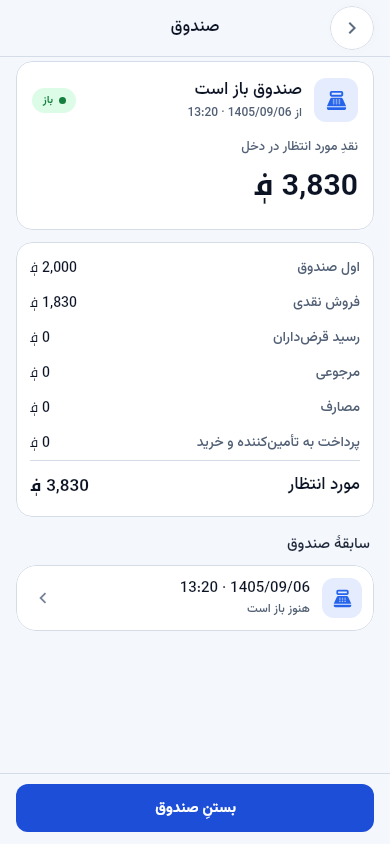 صندوق
صندوق باز است
باز
از 1405/09/06 · 13:20
نقدِ مورد انتظار در دخل
3,830 ؋
اول صندوق 2,000 ؋
فروش نقدی 1,830 ؋
رسید قرض‌داران 0 ؋
مرجوعی 0 ؋
مصارف 0 ؋
پرداخت به تأمین‌کننده و خرید 0 ؋
مورد انتظار 3,830 ؋
سابقهٔ صندوق
1405/09/06 · 13:20
هنوز باز است
بستنِ صندوق